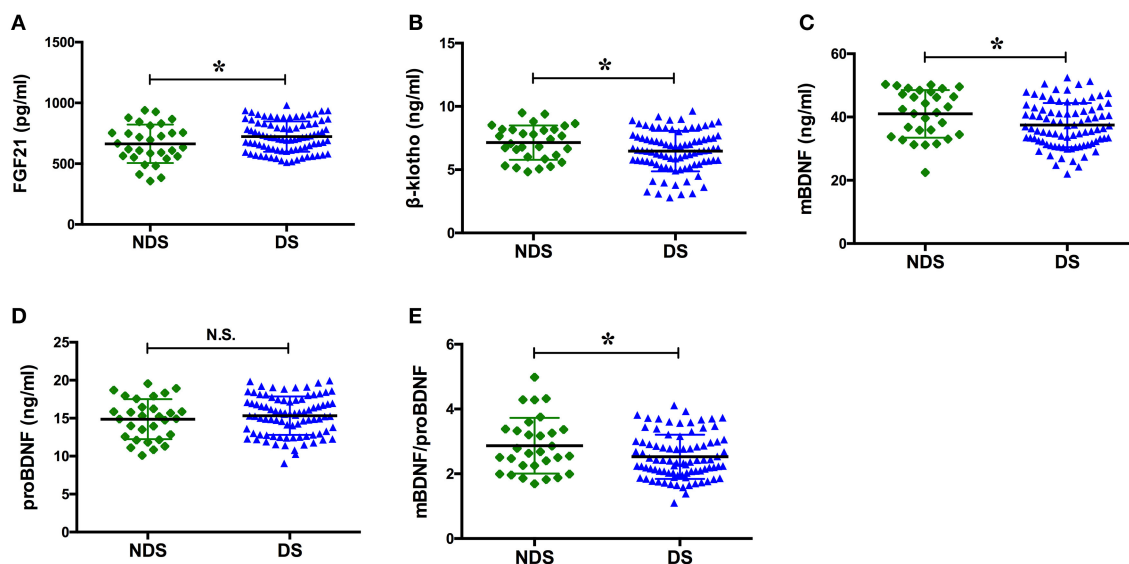 A
FGF21 (pg/ml)
1500
1000
500
0
*
NDS
DS
B
β-klotho (ng/ml)
15
10
5
0
*
NDS
DS
C
mBDNF (ng/ml)
60
40
20
0
*
NDS
DS
D
proBDNF (ng/ml)
25
20
15
10
5
0
N.S.
NDS
DS
E
mBDNF/proBDNF
6
4
2
0
*
NDS
DS